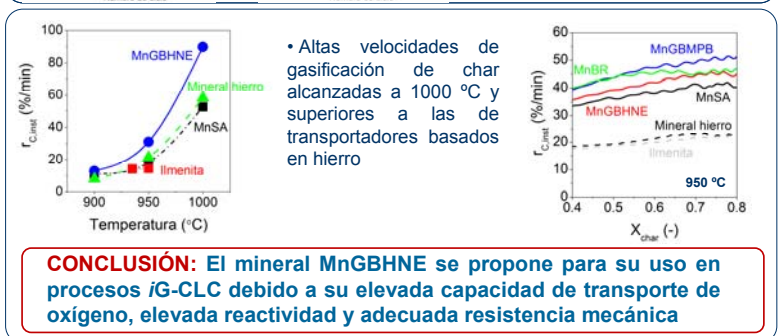 100
80
60
40
20
0
r_C,inst (%/min)
MnGBHNE
Mineral hierro
MnSA
Ilmenita
900
950
1000
Temperatura (°C)
• Altas velocidades de
gasificación de char
alcanzadas a 1000 ºC y
superiores a las de
transportadores basados
en hierro
60
50
40
30
20
10
0
r_C,inst (%/min)
MnGBMPB
MnBR
MnSA
MnGBHNE
Mineral hierro
Ilmenita
950 ºC
0.4
0.5
0.6
0.7
0.8
X_char (-)
CONCLUSIÓN: El mineral MnGBHNE se propone para su uso en
procesos iG-CLC debido a su elevada capacidad de transporte de
oxígeno, elevada reactividad y adecuada resistencia mecánica